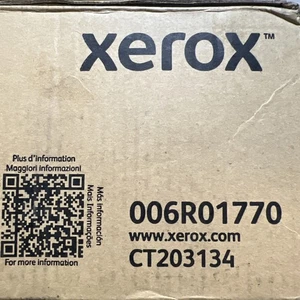 xerox™
Plus d'information
Maggiori informazioni
Más información
Mais Informações
For more information
006R01770
www.xerox.com
CT203134